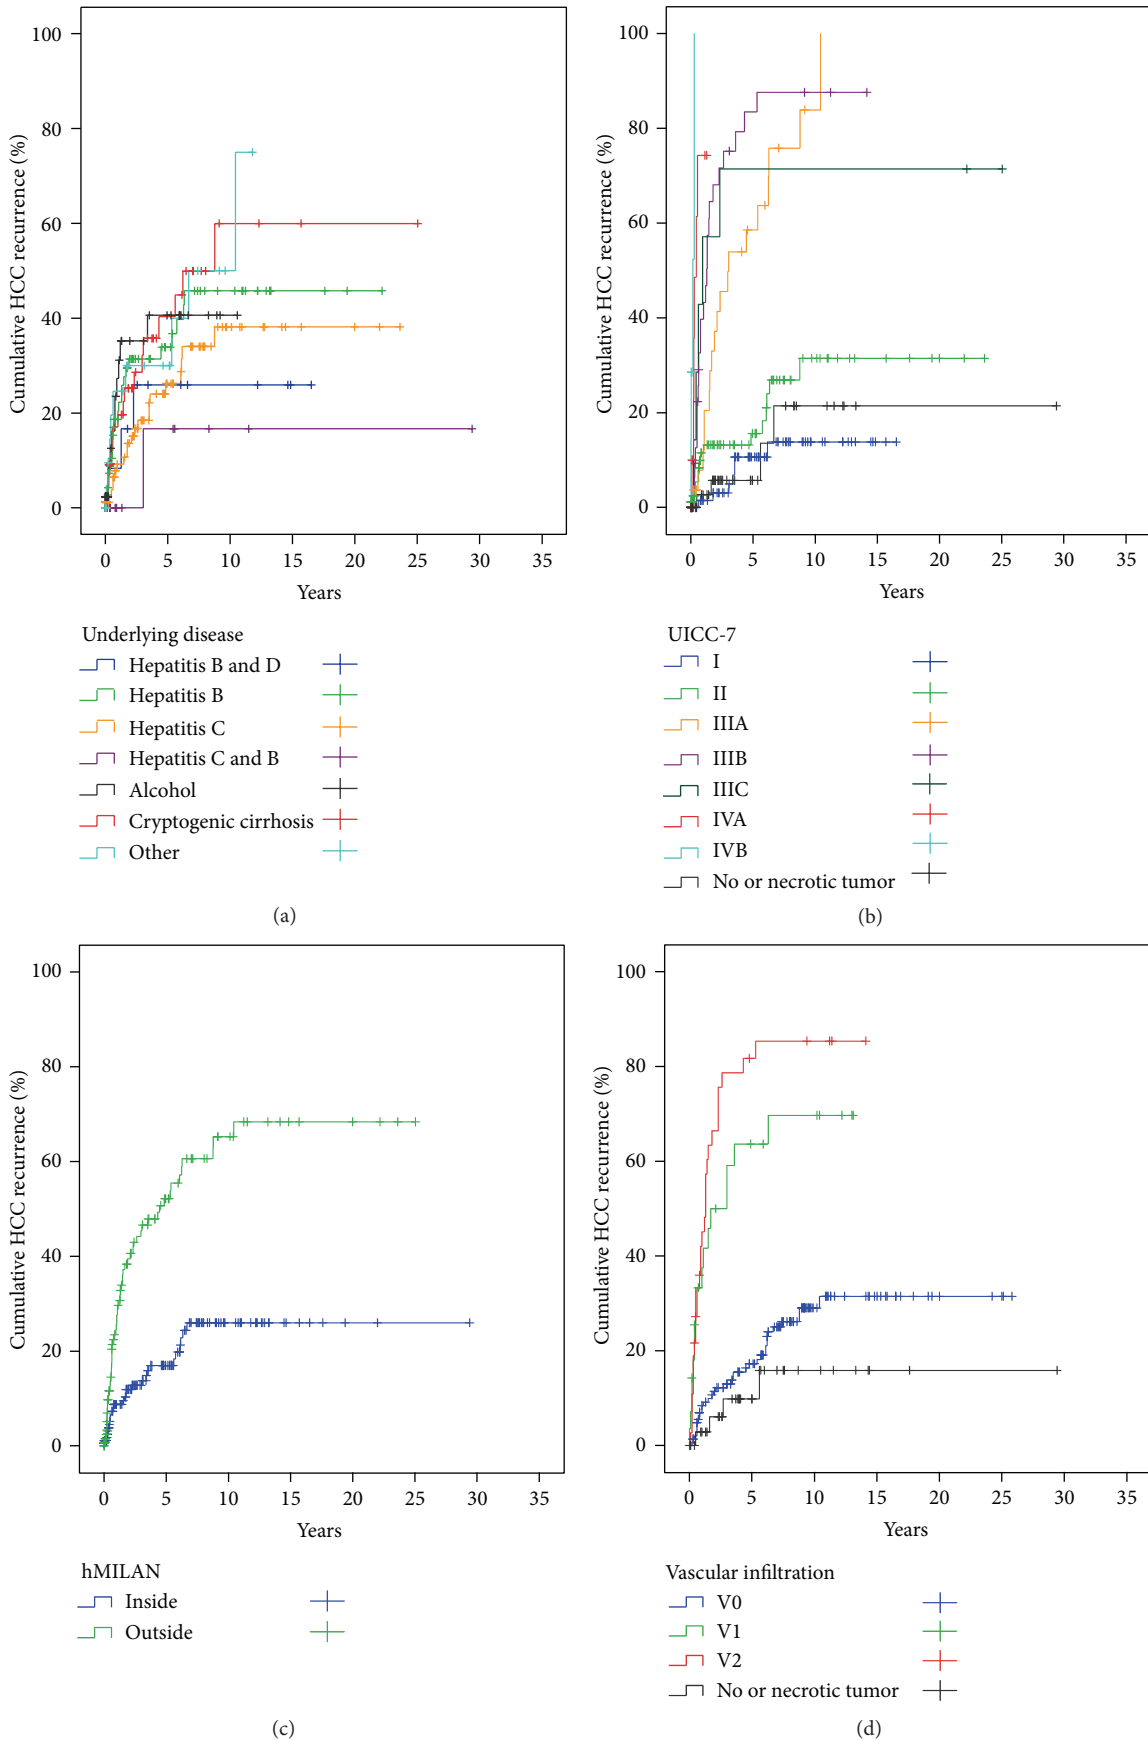 100
80
60
40
20
0
Cumulative HCC recurrence (%)
0 5 10 15 20 25 30 35
Years
Underlying disease
Hepatitis B and D
Hepatitis B
Hepatitis C
Hepatitis C and B
Alcohol
Cryptogenic cirrhosis
Other
(a)
100
80
60
40
20
0
Cumulative HCC recurrence (%)
0 5 10 15 20 25 30 35
Years
UICC-7
I
II
IIIA
IIIB
IIIC
IVA
IVB
No or necrotic tumor
(b)
100
80
60
40
20
0
Cumulative HCC recurrence (%)
0 5 10 15 20 25 30 35
Years
hMILAN
Inside
Outside
(c)
100
80
60
40
20
0
Cumulative HCC recurrence (%)
0 5 10 15 20 25 30 35
Years
Vascular infiltration
V0
V1
V2
No or necrotic tumor
(d)